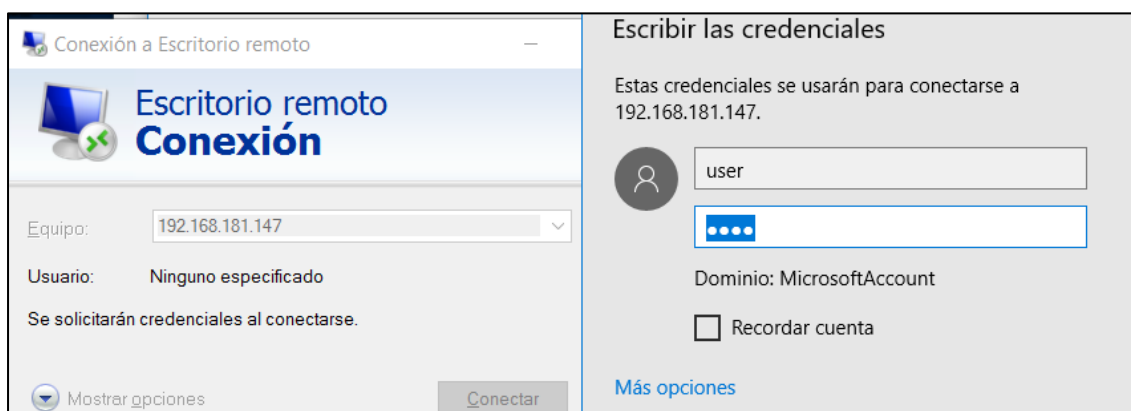 Conexión a Escritorio remoto
Escritorio remoto
Conexión
Equipo:
192.168.181.147
Usuario:
Ninguno especificado
Se solicitarán credenciales al conectarse.
Mostrar opciones
Conectar
Escribir las credenciales
Estas credenciales se usarán para conectarse a
192.168.181.147.
user
••••
Dominio: MicrosoftAccount
Recordar cuenta
Más opciones